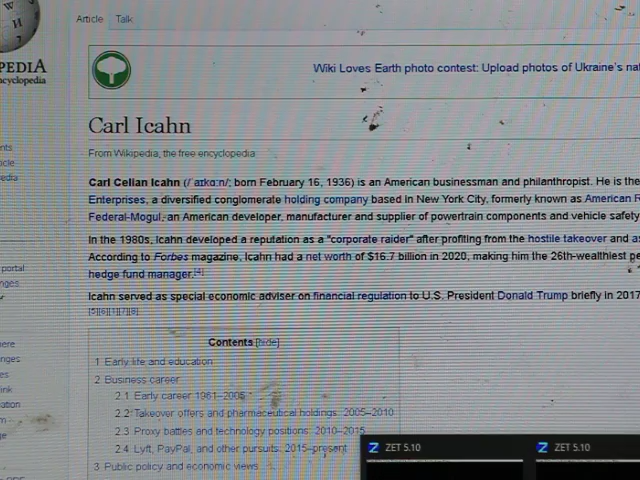 Article Talk
PEDIA
cyclopedia
Wiki Loves Earth photo contest: Upload photos of Ukraine's nat
Carl Icahn
From Wikipedia, the free encyclopedia
Carl Celian Icahn (/ˈaɪkɑːn/; born February 16, 1936) is an American businessman and philanthropist. He is the
Enterprises, a diversified conglomerate holding company based in New York City, formerly known as American R
Federal-Mogul, an American developer, manufacturer and supplier of powertrain components and vehicle safety
In the 1980s, Icahn developed a reputation as a "corporate raider" after profiting from the hostile takeover and as
According to Forbes magazine, Icahn had a net worth of $16.7 billion in 2020, making him the 26th-wealthiest pe
hedge fund manager.[4]
Icahn served as special economic adviser on financial regulation to U.S. President Donald Trump briefly in 2017
[5][6][1][7][8]
Contents [hide]
1 Early life and education
2 Business career
2.1 Early career 1961–2005
2.2 Takeover offers and pharmaceutical holdings: 2005–2010
2.3 Proxy battles and technology positions: 2010–2015
2.4 Lyft, PayPal, and other pursuits: 2015–present
3 Public policy and economic views
nts
icle
edia
portal
nges
ere
nges
es
ink
ation
m
ge
ZET 5.10
ZET 5.10